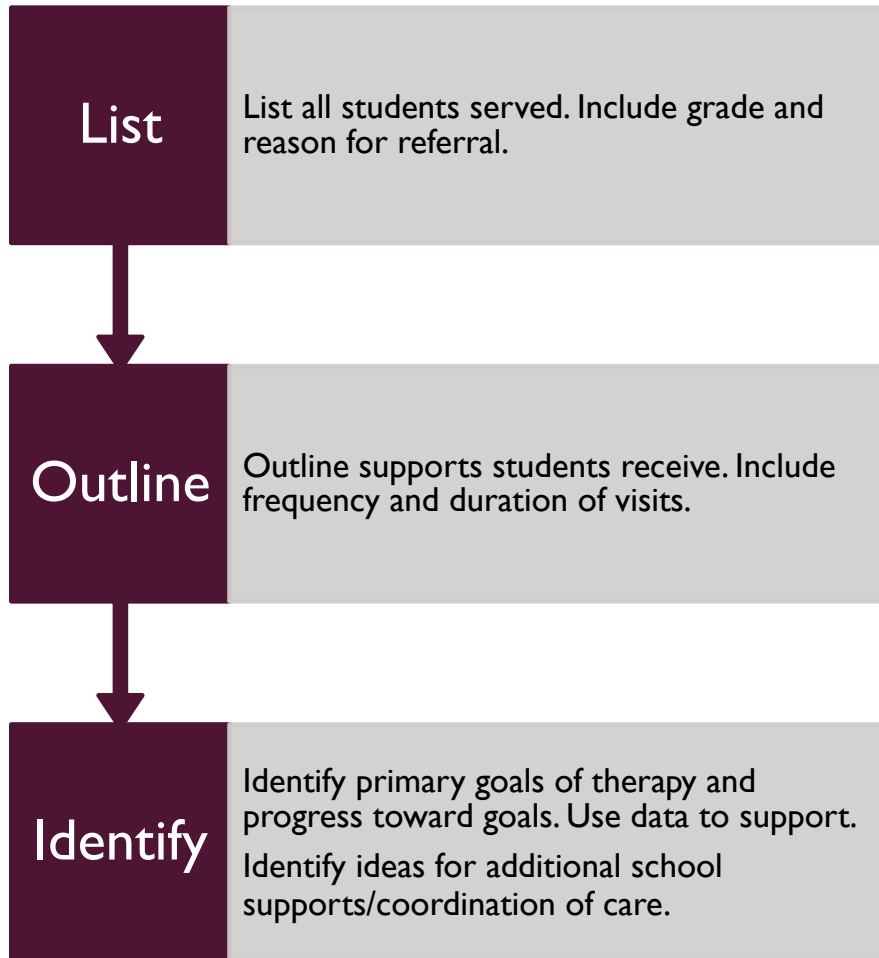 List
List all students served. Include grade and
reason for referral.
Outline
Outline supports students receive. Include
frequency and duration of visits.
Identify
Identify primary goals of therapy and
progress toward goals. Use data to support.
Identify ideas for additional school
supports/coordination of care.